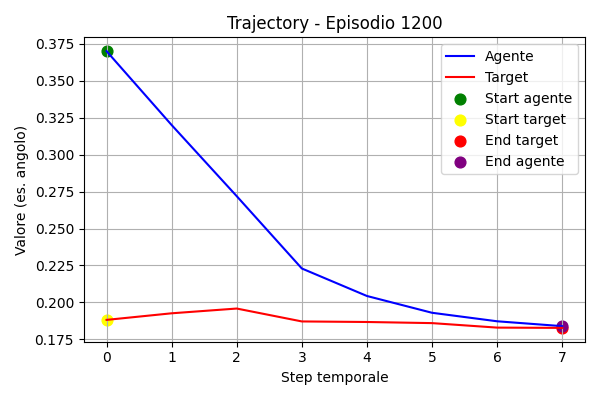 Trajectory - Episodio 1200
Valore (es. angolo)
0.375
0.350
0.325
0.300
0.275
0.250
0.225
0.200
0.175
Agente
Target
Start agente
Start target
End target
End agente
0 1 2 3 4 5 6 7
Step temporale